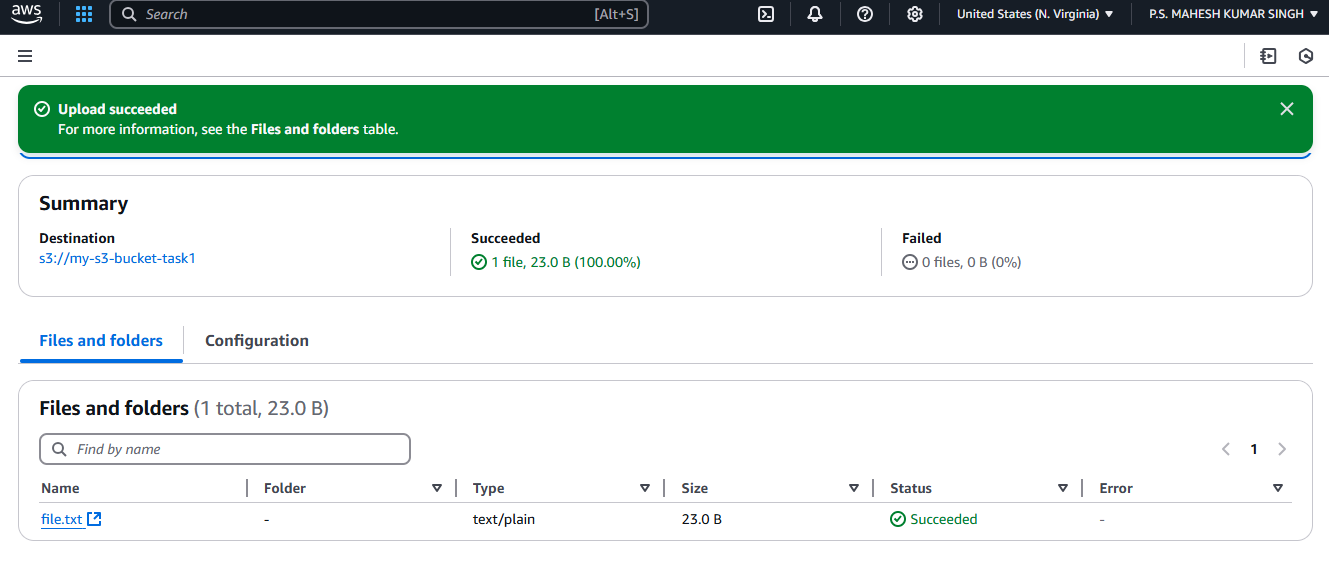 aws Search [Alt+S] United States (N. Virginia) P.S. MAHESH KUMAR SINGH
Upload succeeded
For more information, see the Files and folders table.
Summary
Destination Succeeded Failed
s3://my-s3-bucket-task1 1 file, 23.0 B (100.00%) 0 files, 0 B (0%)
Files and folders Configuration
Files and folders (1 total, 23.0 B)
Find by name 1
Name Folder Type Size Status Error
file.txt - text/plain 23.0 B Succeeded -